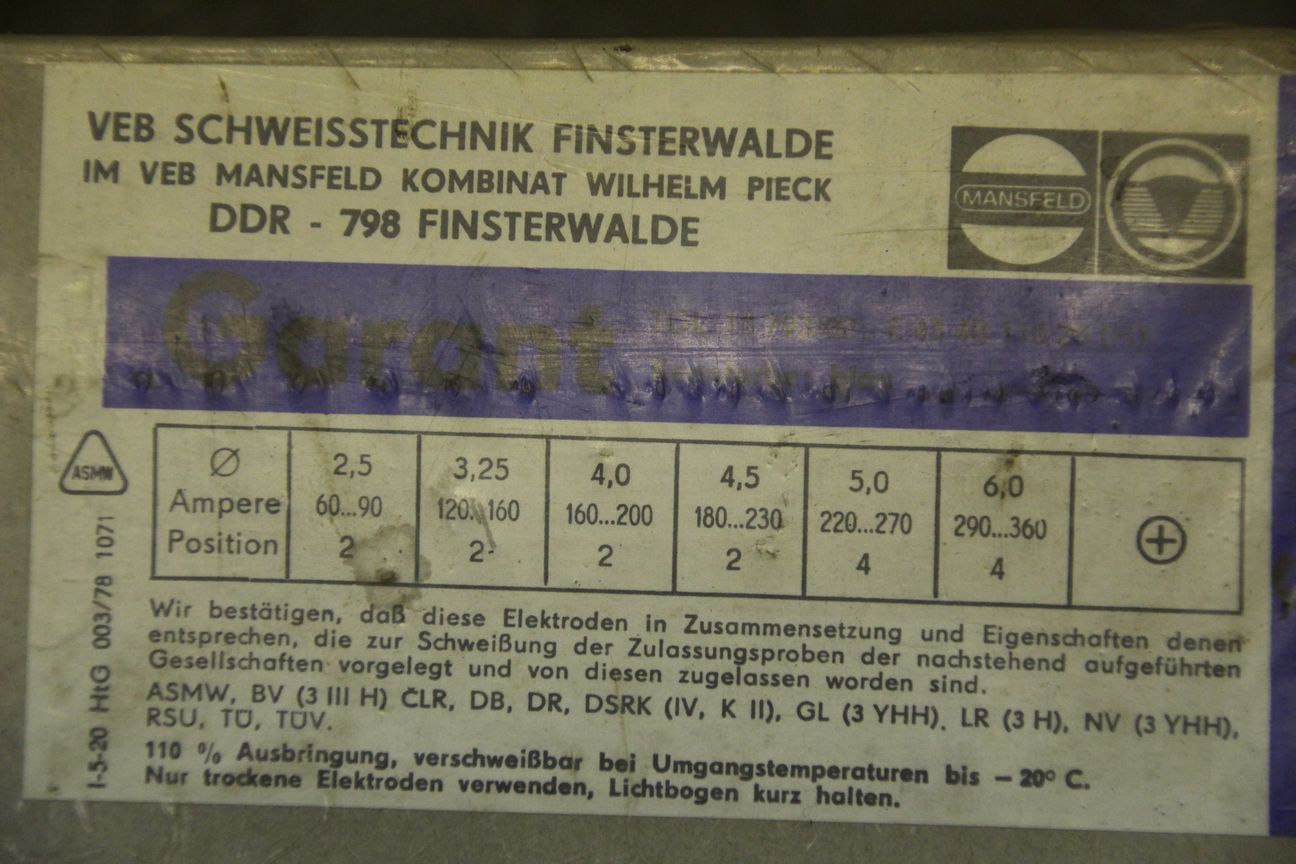 VEB SCHWEISSTECHNIK FINSTERWALDE
IM VEB MANSFELD KOMBINAT WILHELM PIECK
DDR - 798 FINSTERWALDE
MANSFELD
Garant
ASMW
∅ 2,5 3,25 4,0 4,5 5,0 6,0
Ampere 60...90 120...160 160...200 180...230 220...270 290...360
Position 2 2 2 2 4 4
Wir bestätigen, daß diese Elektroden in Zusammensetzung und Eigenschaften denen
entsprechen, die zur Schweißung der Zulassungsproben der nachstehend aufgeführten
Gesellschaften vorgelegt und von diesen zugelassen worden sind.
ASMW, BV (3 III H) ČLR, DB, DR, DSRK (IV, K II), GL (3 YHH), LR (3 H), NV (3 YHH),
RSU, TÜ, TÜV.
110 % Ausbringung, verschweißbar bei Umgangstemperaturen bis – 20° C.
Nur trockene Elektroden verwenden, Lichtbogen kurz halten.
I-5-20 HtG 003/78 1071